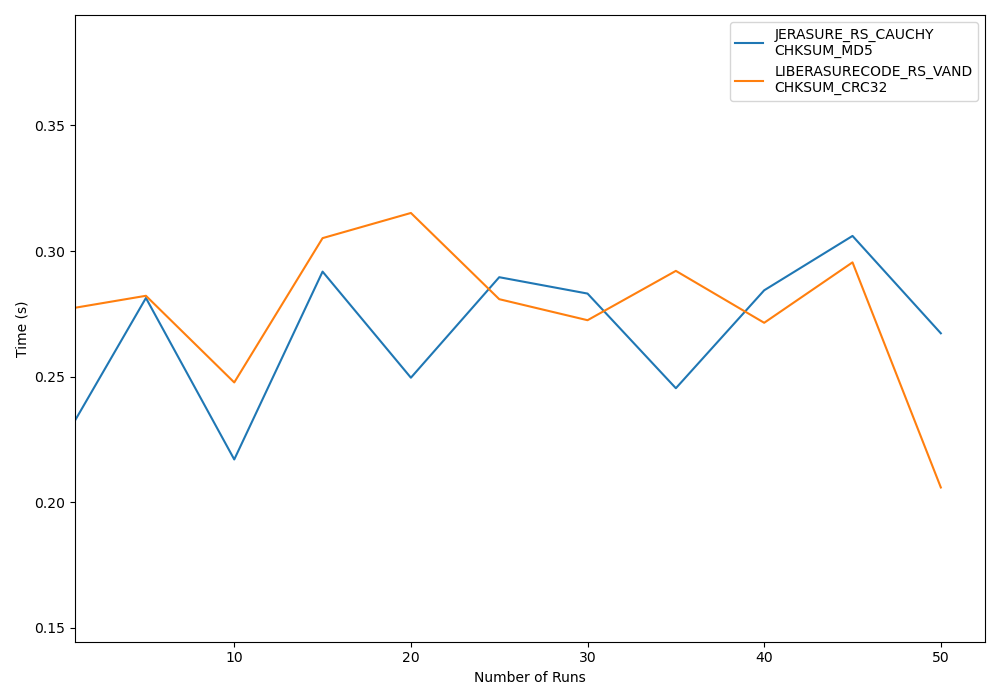 JERASURE_RS_CAUCHY
CHKSUM_MD5
LIBERASURECODE_RS_VAND
CHKSUM_CRC32
0.35
0.30
0.25
0.20
0.15
Time (s)
10 20 30 40 50
Number of Runs